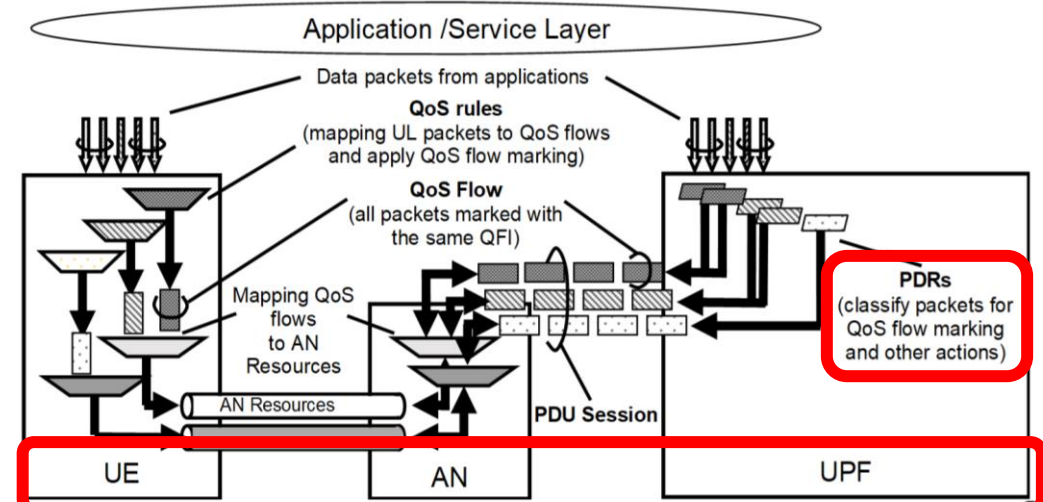 Application /Service Layer
Data packets from applications
QoS rules
(mapping UL packets to QoS flows
and apply QoS flow marking)
QoS Flow
(all packets marked with
the same QFI)
Mapping QoS
flows
to AN
Resources
PDRs
(classify packets for
QoS flow marking
and other actions)
AN Resources
PDU Session
UE
AN
UPF